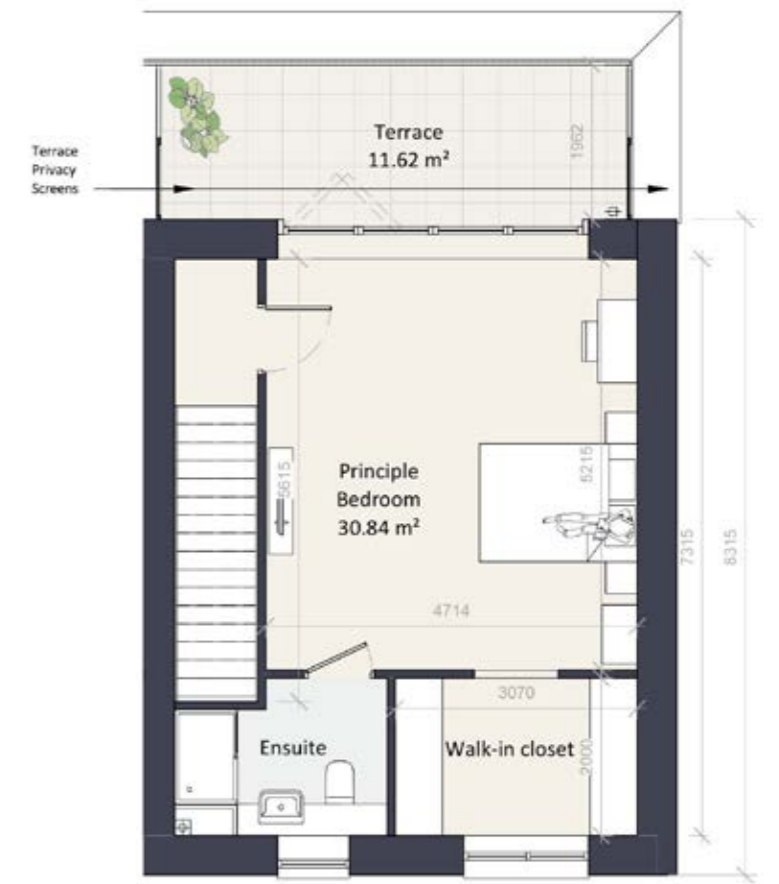 Terrace
11.62 m²
1962
Terrace
Privacy
Screens
Principle
Bedroom
30.84 m²
5615
5215
7315
8315
4714
3070
Ensuite
Walk-in closet
2000